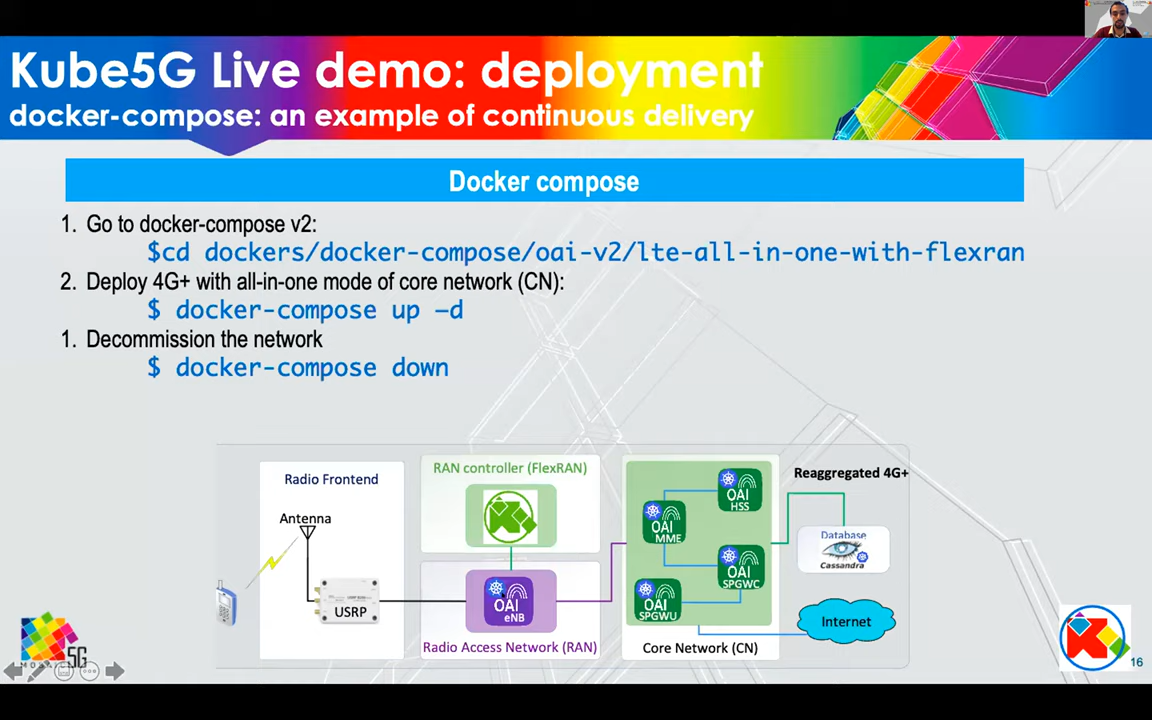 Kube5G Live demo: deployment
docker-compose: an example of continuous delivery
Docker compose
1. Go to docker-compose v2:
$cd dockers/docker-compose/oai-v2/lte-all-in-one-with-flexran
2. Deploy 4G+ with all-in-one mode of core network (CN):
$ docker-compose up –d
1. Decommission the network
$ docker-compose down
Radio Frontend
Antenna
USRP
RAN controller (FlexRAN)
OAI
eNB
Radio Access Network (RAN)
OAI
HSS
OAI
MME
OAI
SPGWC
OAI
SPGWU
Core Network (CN)
Reaggregated 4G+
Database
Cassandra
Internet
5G
16